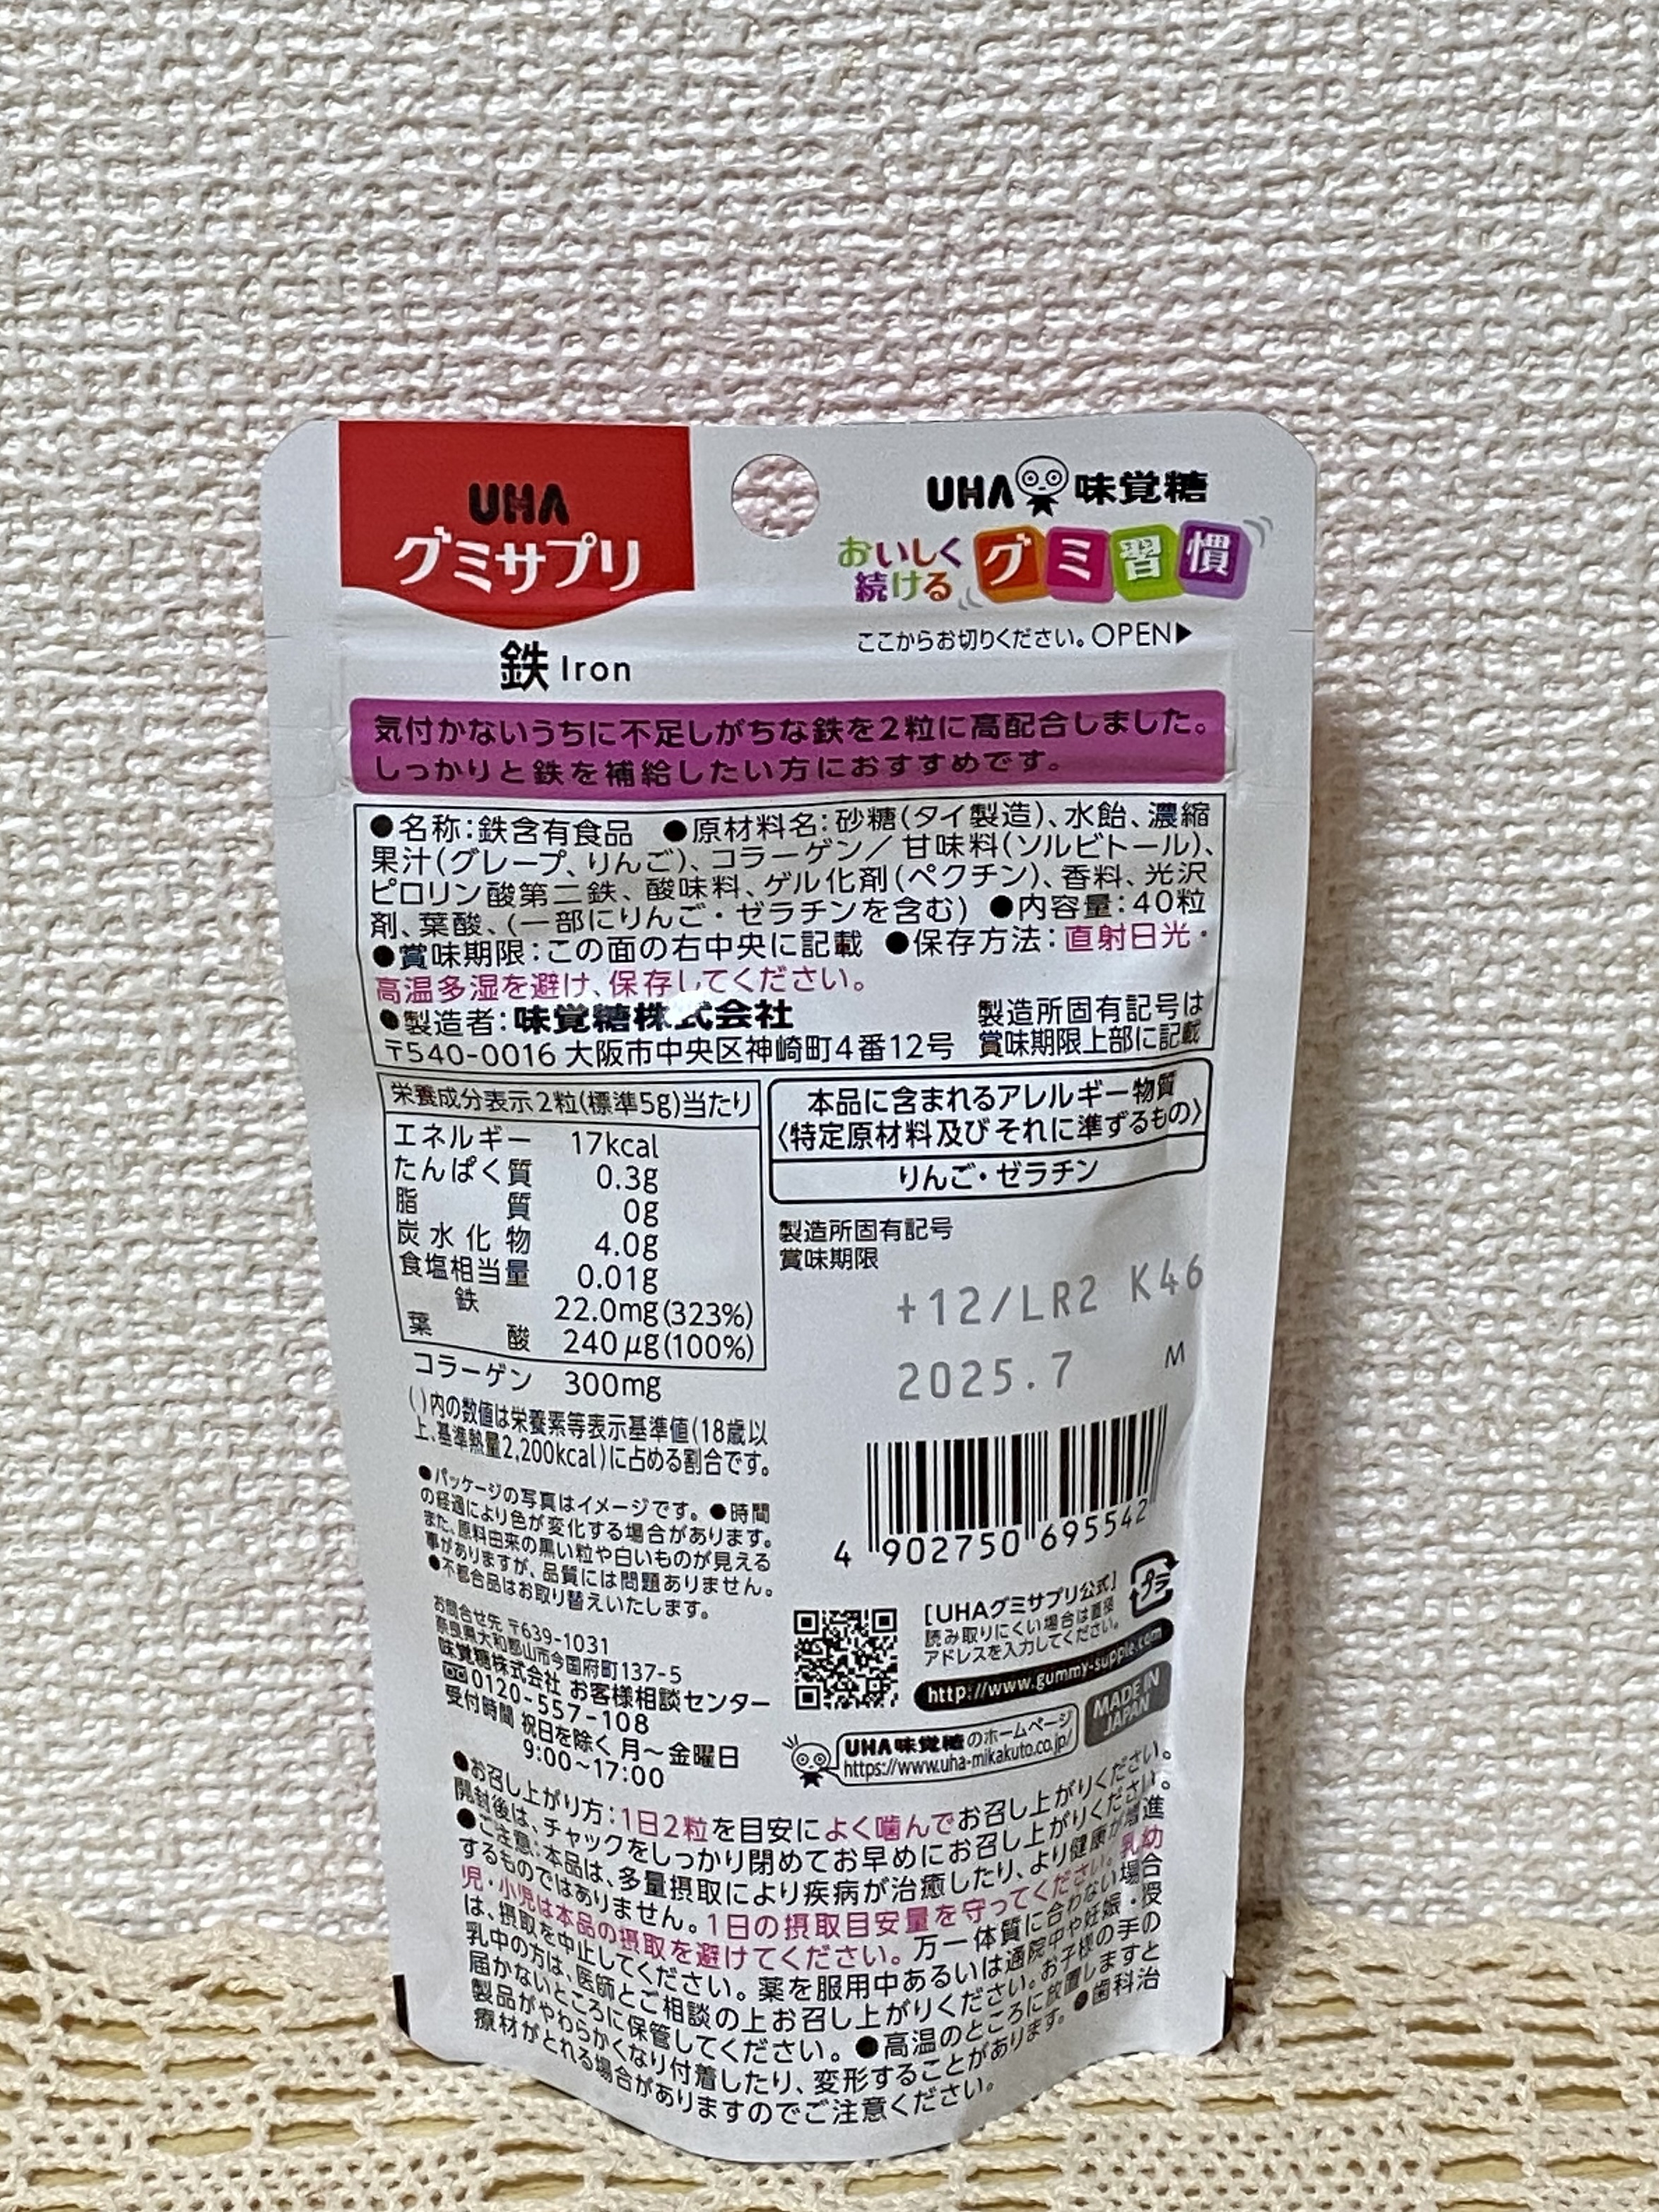 UHA
グミサプリ
UHA 味覚糖
おいしく
続ける
グミ習慣
ここからお切りください。OPEN▶
鉄 Iron
気付かないうちに不足しがちな鉄を2粒に高配合しました。
しっかりと鉄を補給したい方におすすめです。
●名称:鉄含有食品 ●原材料名:砂糖(タイ製造)、水飴、濃縮
果汁(グレープ、りんご)、コラーゲン/甘味料(ソルビトール)、
ピロリン酸第二鉄、酸味料、ゲル化剤(ペクチン)、香料、光沢
剤、葉酸、(一部にりんご・ゼラチンを含む) ●内容量:40粒
●賞味期限:この面の右中央に記載 ●保存方法:直射日光・
高温多湿を避け、保存してください。
●製造者:味覚糖株式会社
〒540-0016 大阪市中央区神崎町4番12号
製造所固有記号は
賞味期限上部に記載
栄養成分表示2粒(標準5g)当たり
エネルギー 17kcal
たんぱく質 0.3g
脂質 0g
炭水化物 4.0g
食塩相当量 0.01g
鉄 22.0mg(323%)
葉酸 240μg(100%)
コラーゲン 300mg
( )内の数値は栄養素等表示基準値(18歳以
上、基準熱量2,200kcal)に占める割合です。
本品に含まれるアレルギー物質
〈特定原材料及びそれに準ずるもの〉
りんご・ゼラチン
製造所固有記号
賞味期限
+12/LR2 K46
2025.7 M
4 902750 695542
●パッケージの写真はイメージです。●時間
の経過により色が変化する場合があります。
また、原料由来の黒い粒や白いものが見える
事がありますが、品質には問題ありません。
●不都合品はお取り替えいたします。
お問合せ先 〒639-1031
奈良県大和郡山市今国府町137-5
味覚糖株式会社 お客様相談センター
0120-557-108
受付時間 祝日を除く 月〜金曜日
9:00〜17:00
[UHAグミサプリ公式]
読み取りにくい場合は直接
アドレスを入力してください。
プラ
http://www.gummy-supple.com
MADE IN
JAPAN
UHA味覚糖のホームページ
https://www.uha-mikakuto.co.jp/
●お召し上がり方:1日2粒を目安によく噛んでお召し上がりください。
開封後は、チャックをしっかり閉めてお早めにお召し上がりください。
●ご注意:本品は、多量摂取により疾病が治癒したり、より健康が増進
するものではありません。1日の摂取目安量を守ってください。乳幼
児・小児は本品の摂取を避けてください。万一体質に合わない場合
は、摂取を中止してください。薬を服用中あるいは通院中や妊娠・授
乳中の方は、医師とご相談の上お召し上がりください。お子様の手の
届かないところに保管してください。●高温のところに放置しますと
製品がやわらかくなり付着したり、変形することがあります。●歯科治
療材がとれる場合がありますのでご注意ください。